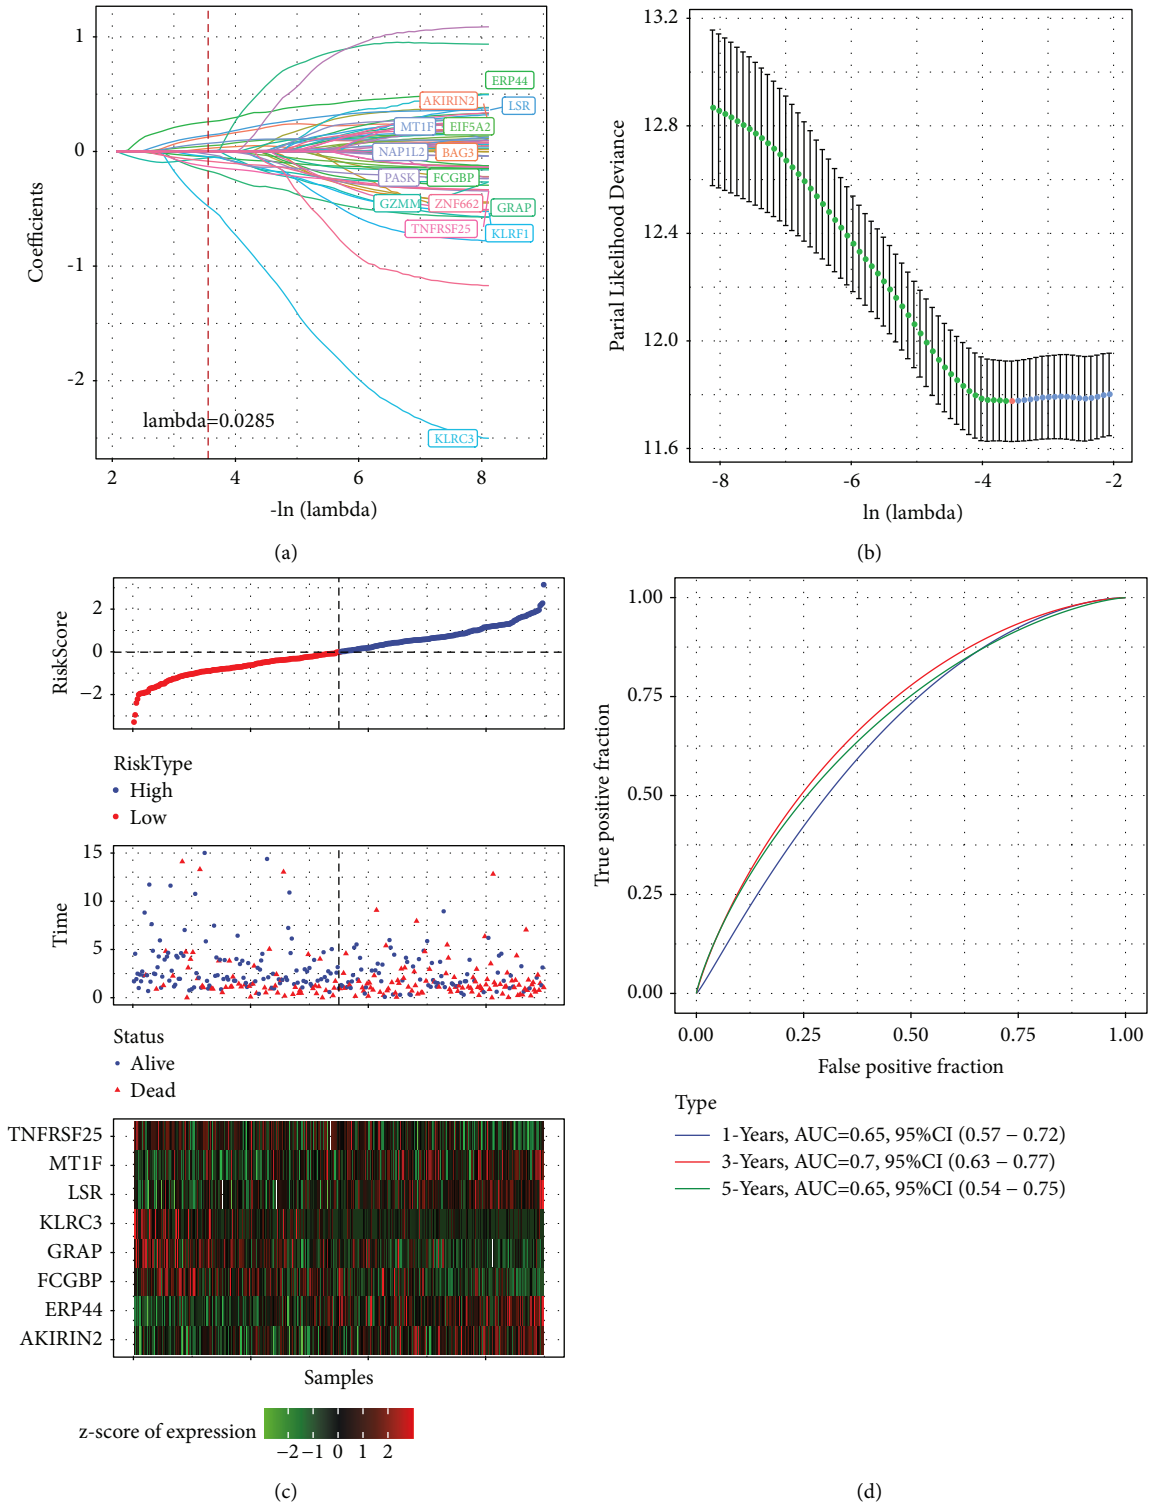 1
0
-1
-2
Coefficients
ERP44
AKIRIN2
LSR
MT1F
EIF5A2
NAP1L2
BAG3
PASK
FCGBP
GZMM
ZNF662
GRAP
TNFRSF25
KLRF1
KLRC3
lambda=0.0285
2 4 6 8
-ln (lambda)
(a)
13.2
12.8
12.4
12.0
11.6
Parial Likelihood Deviance
-8 -6 -4 -2
ln (lambda)
(b)
RiskScore
2
0
−2
RiskType
High
Low
Time
15
10
5
0
Status
Alive
Dead
TNFRSF25
MT1F
LSR
KLRC3
GRAP
FCGBP
ERP44
AKIRIN2
Samples
z-score of expression
−2 −1 0 1 2
(c)
1.00
0.75
0.50
0.25
0.00
True positive fraction
0.00 0.25 0.50 0.75 1.00
False positive fraction
Type
1-Years, AUC=0.65, 95%CI (0.57 − 0.72)
3-Years, AUC=0.7, 95%CI (0.63 − 0.77)
5-Years, AUC=0.65, 95%CI (0.54 − 0.75)
(d)